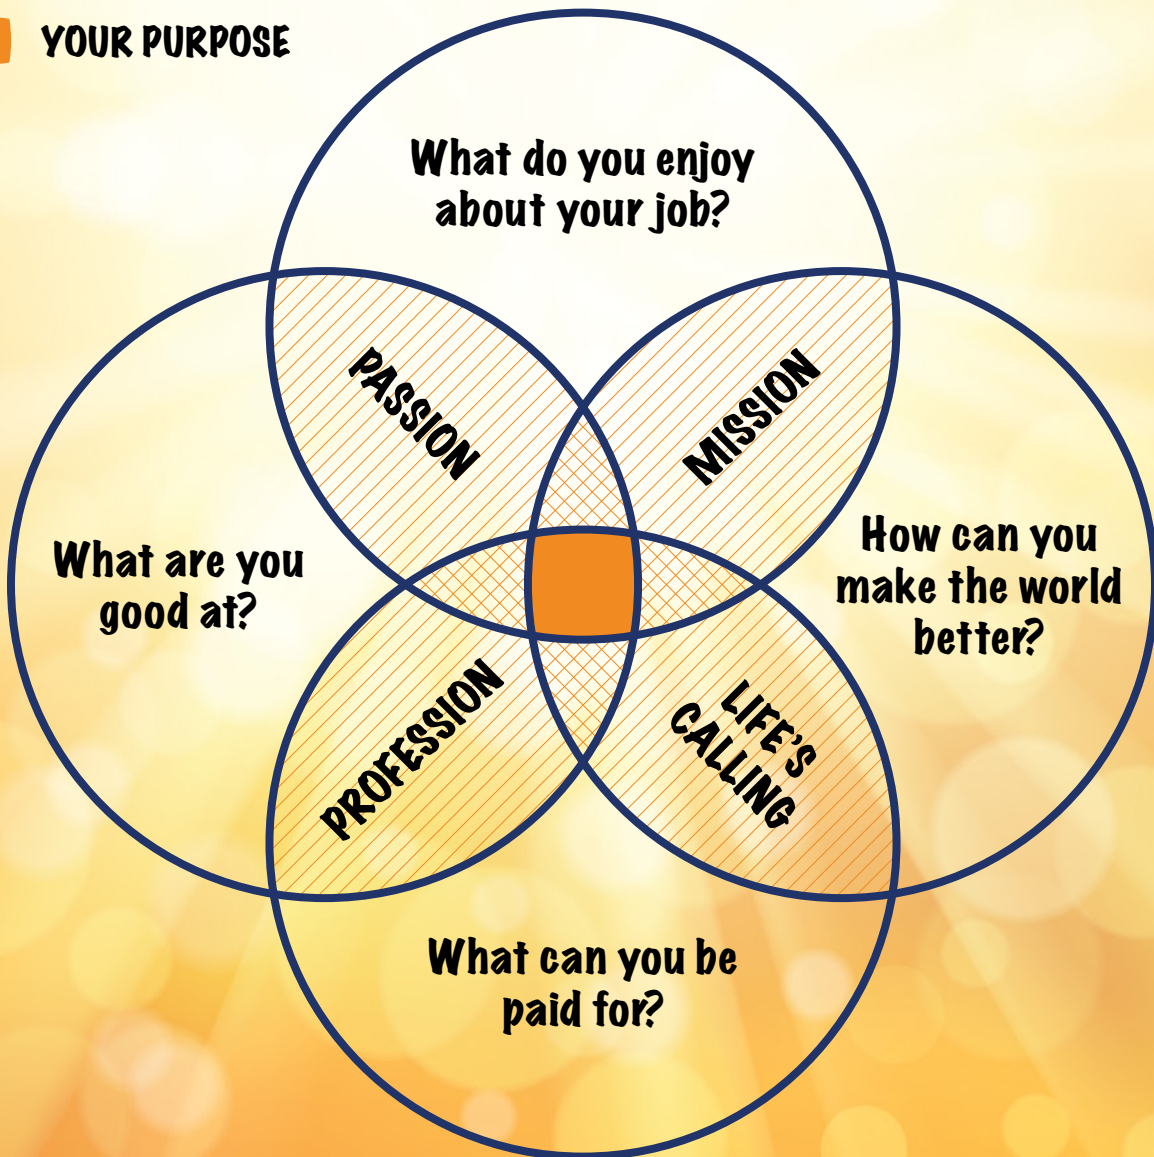 YOUR PURPOSE
What do you enjoy
about your job?
PASSION
MISSION
What are you
good at?
How can you
make the world
better?
PROFESSION
LIFE'S
CALLING
What can you be
paid for?